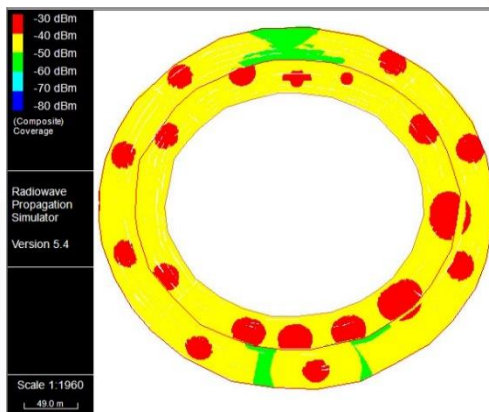 -30 dBm
-40 dBm
-50 dBm
-60 dBm
-70 dBm
-80 dBm
(Composite)
Coverage
Radiowave
Propagation
Simulator
Version 5.4
Scale 1:1960
49.0 m